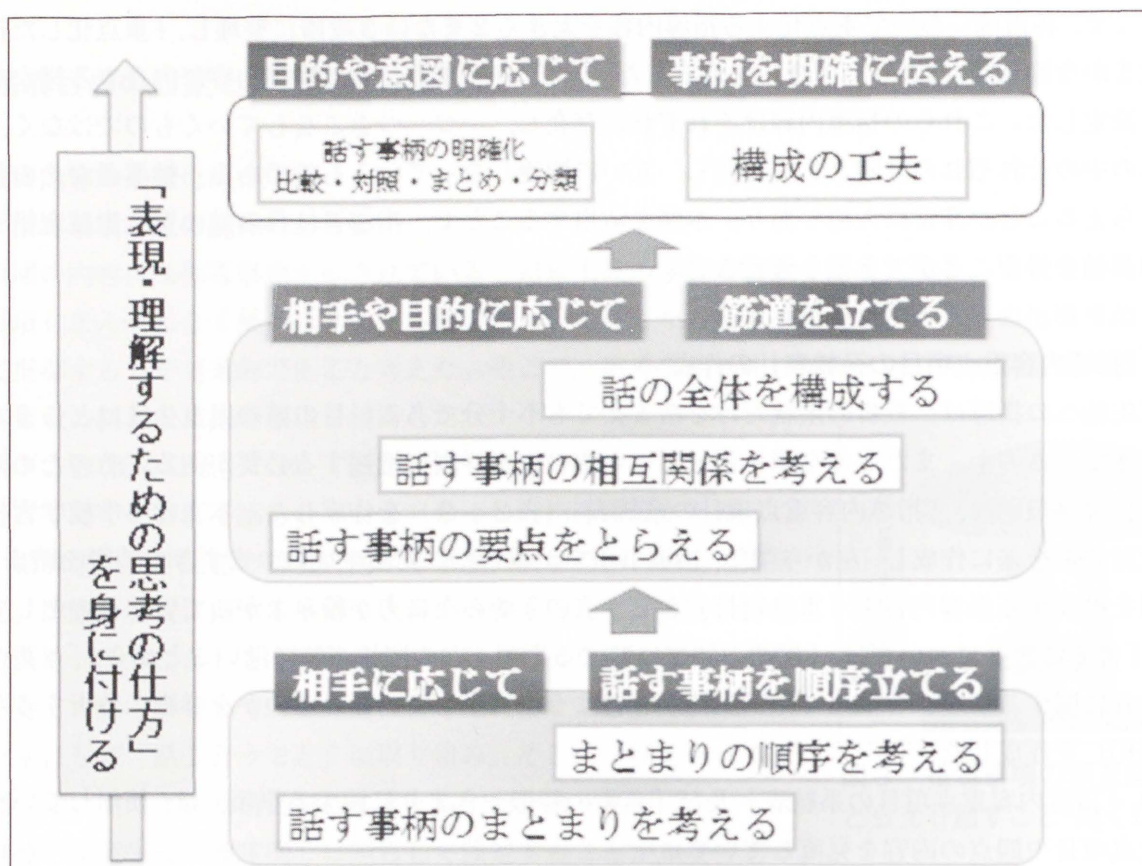 目的や意図に応じて
事柄を明確に伝える
話す事柄の明確化
比較・対照・まとめ・分類
構成の工夫
相手や目的に応じて
筋道を立てる
話の全体を構成する
話す事柄の相互関係を考える
話す事柄の要点をとらえる
相手に応じて
話す事柄を順序立てる
まとまりの順序を考える
話す事柄のまとまりを考える
「表現・理解するための思考の仕方」
を身に付ける